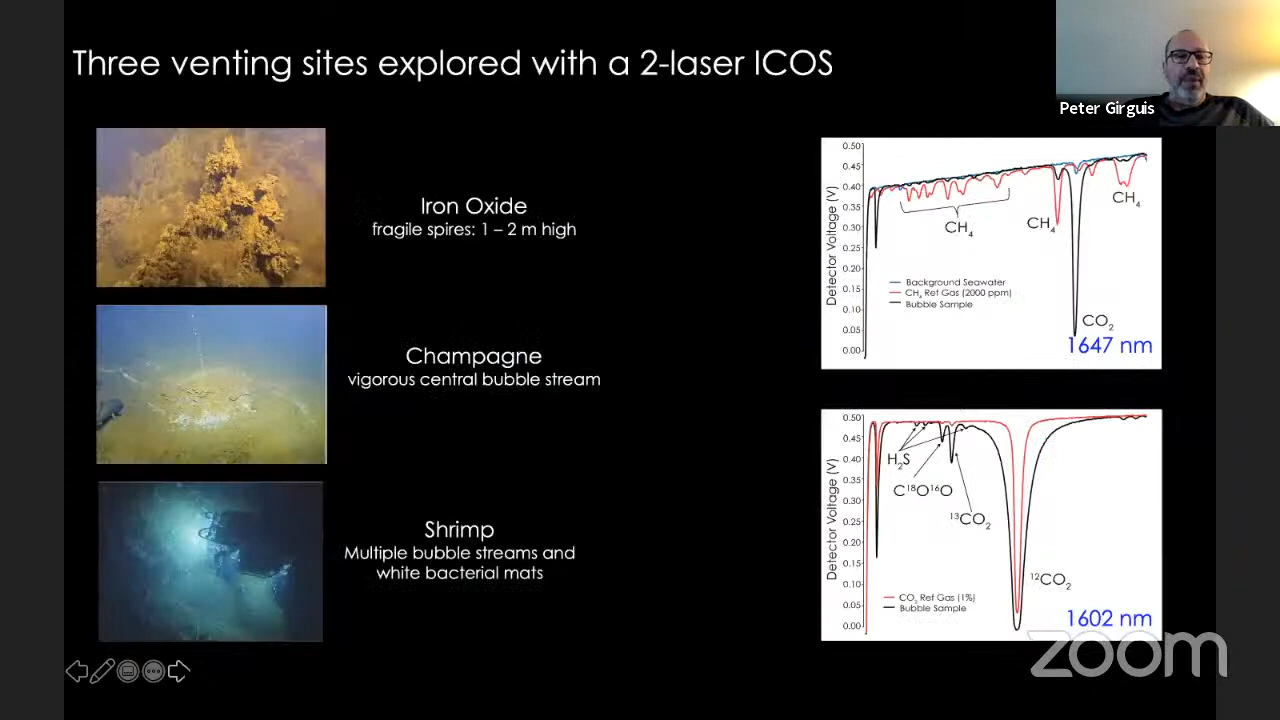 Three venting sites explored with a 2-laser ICOS
Peter Girguis
Iron Oxide
fragile spires: 1 – 2 m high
Champagne
vigorous central bubble stream
Shrimp
Multiple bubble streams and
white bacterial mats
Detector Voltage (V)
0.50
0.45
0.40
0.35
0.30
0.25
0.20
0.15
0.10
0.05
0.00
CH₄
CH₄
CH₄
Background Seawater
CH₄ Ref Gas (2000 ppm)
Bubble Sample
CO₂
1647 nm
Detector Voltage (V)
0.50
0.45
0.40
0.35
0.30
0.25
0.20
0.15
0.10
0.05
0.00
H₂S
C¹⁸O¹⁶O
¹³CO₂
¹²CO₂
CO₂ Ref Gas (1%)
Bubble Sample
1602 nm
zoom